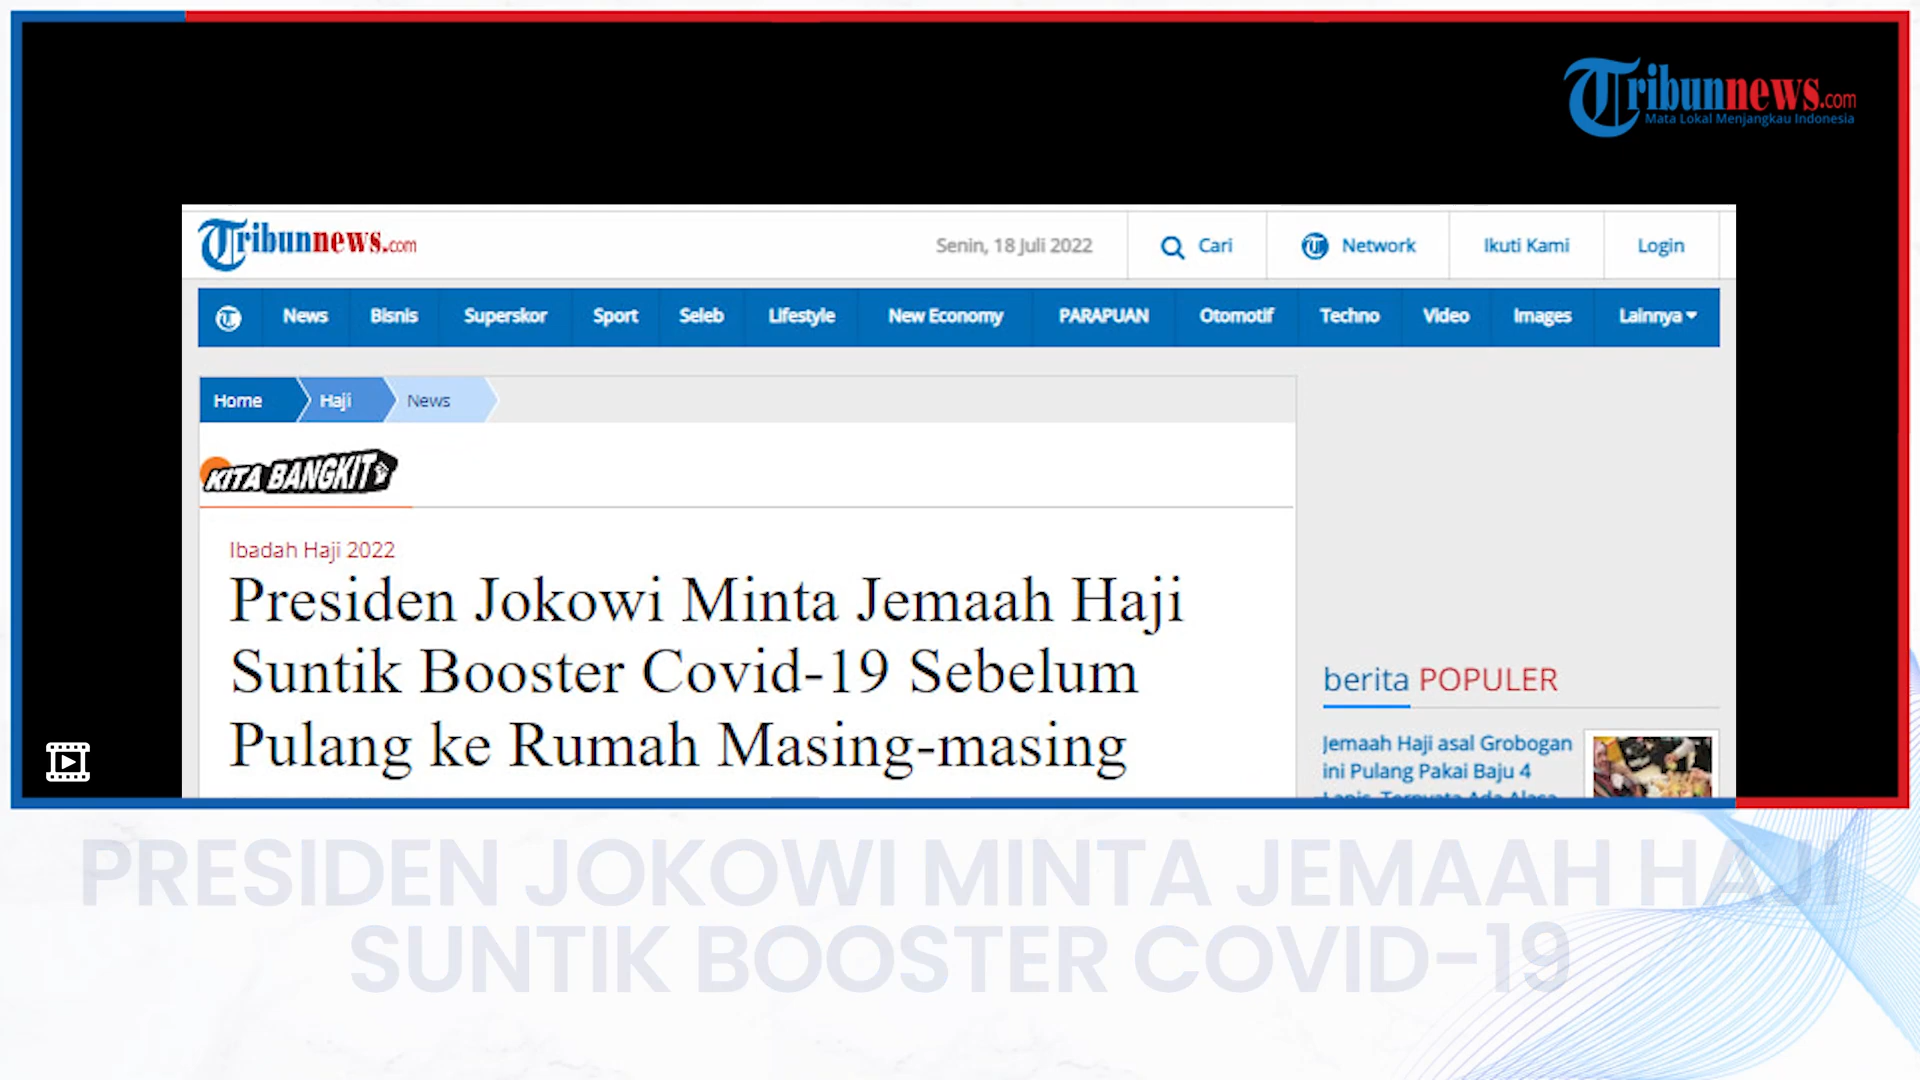 Tribunnews.com
Mata Lokal Menjangkau Indonesia
Tribunnews.com
Senin, 18 Juli 2022
Cari
Network
Ikuti Kami
Login
News
Bisnis
Superskor
Sport
Seleb
Lifestyle
New Economy
PARAPUAN
Otomotif
Techno
Video
Images
Lainnya
Home
Haji
News
KITA BANGKIT
Ibadah Haji 2022
Presiden Jokowi Minta Jemaah Haji
Suntik Booster Covid-19 Sebelum
Pulang ke Rumah Masing-masing
berita POPULER
Jemaah Haji asal Grobogan
ini Pulang Pakai Baju 4
Lapis, Ternyata Ada
PRESIDEN JOKOWI MINTA JEMAAH HAJI
SUNTIK BOOSTER COVID-19